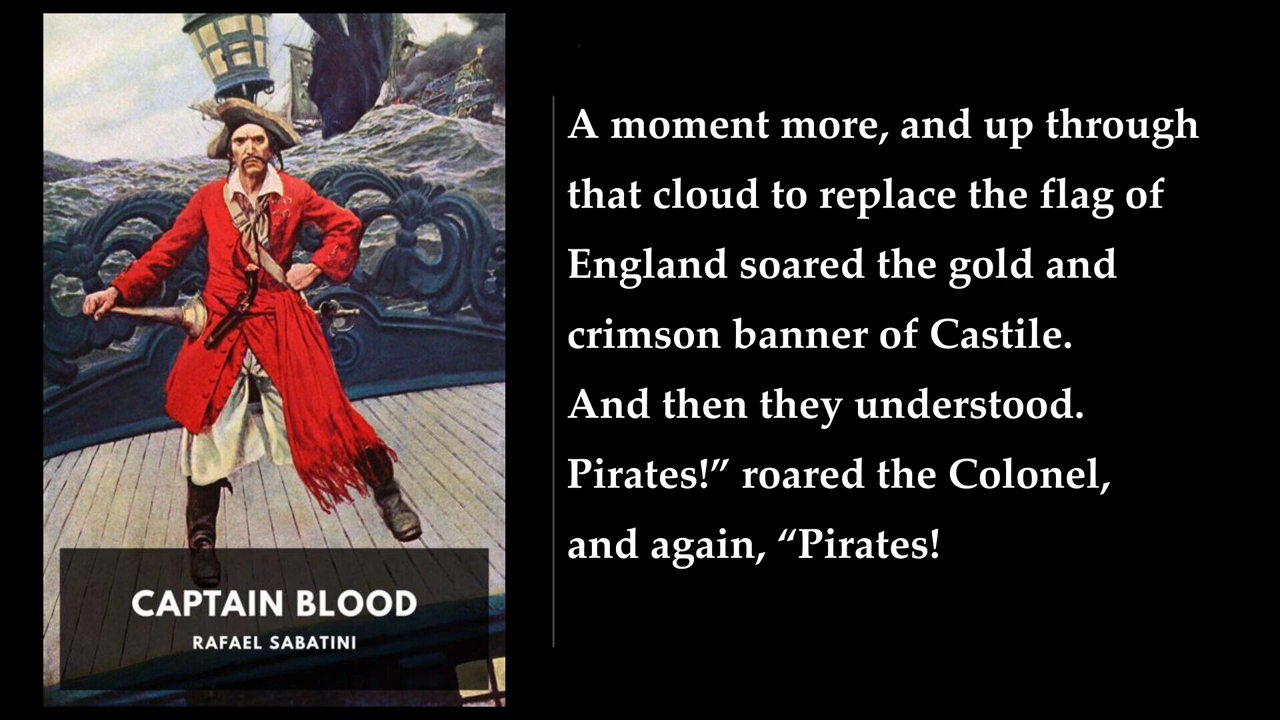 CAPTAIN BLOOD
RAFAEL SABATINI
A moment more, and up through
that cloud to replace the flag of
England soared the gold and
crimson banner of Castile.
And then they understood.
Pirates!” roared the Colonel,
and again, “Pirates!